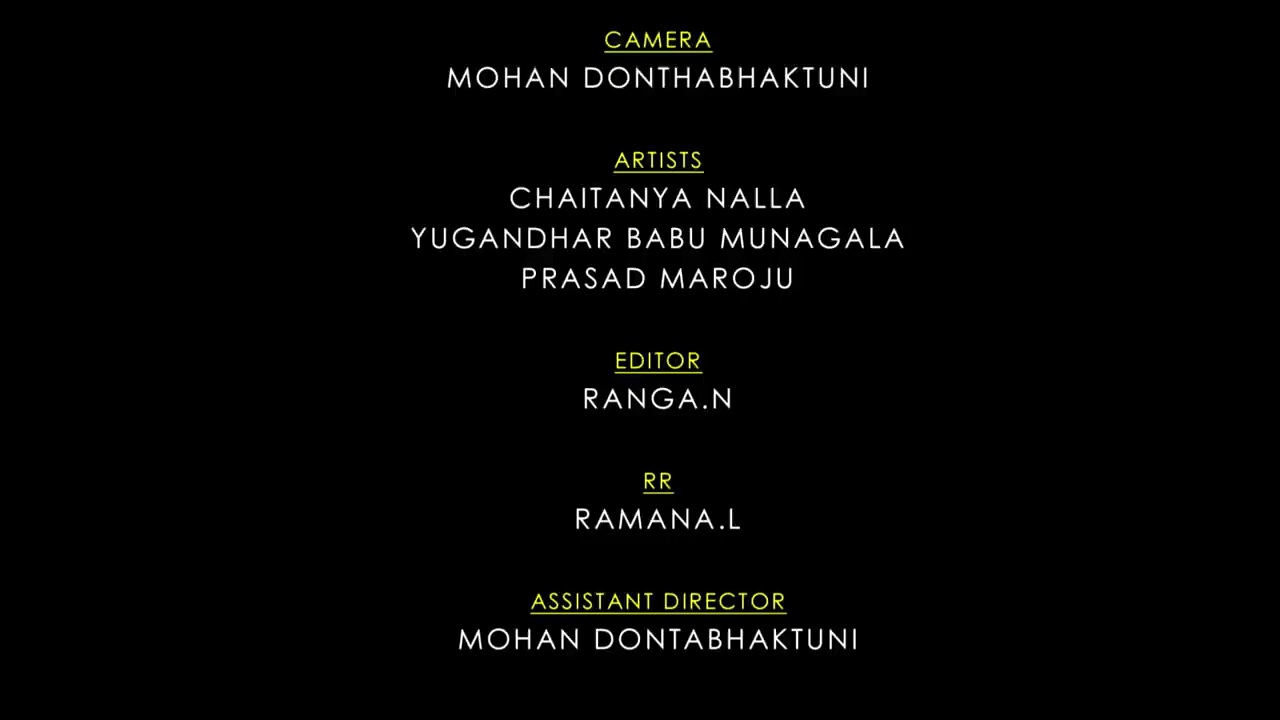 CAMERA
MOHAN DONTHABHAKTUNI
ARTISTS
CHAITANYA NALLA
YUGANDHAR BABU MUNAGALA
PRASAD MAROJU
EDITOR
RANGA.N
RR
RAMANA.L
ASSISTANT DIRECTOR
MOHAN DONTABHAKTUNI